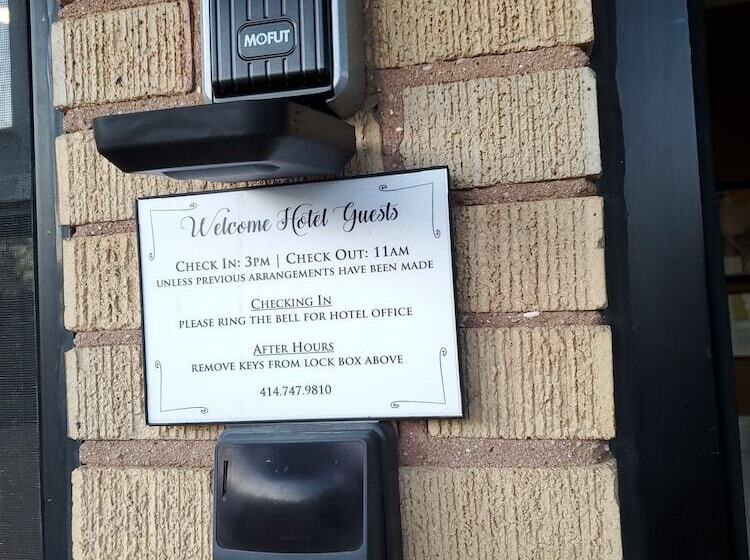 MOFUT
Welcome Hotel Guests
CHECK IN: 3PM | CHECK OUT: 11AM
UNLESS PREVIOUS ARRANGEMENTS HAVE BEEN MADE
CHECKING IN
PLEASE RING THE BELL FOR HOTEL OFFICE
AFTER HOURS
REMOVE KEYS FROM LOCK BOX ABOVE
414.747.9810